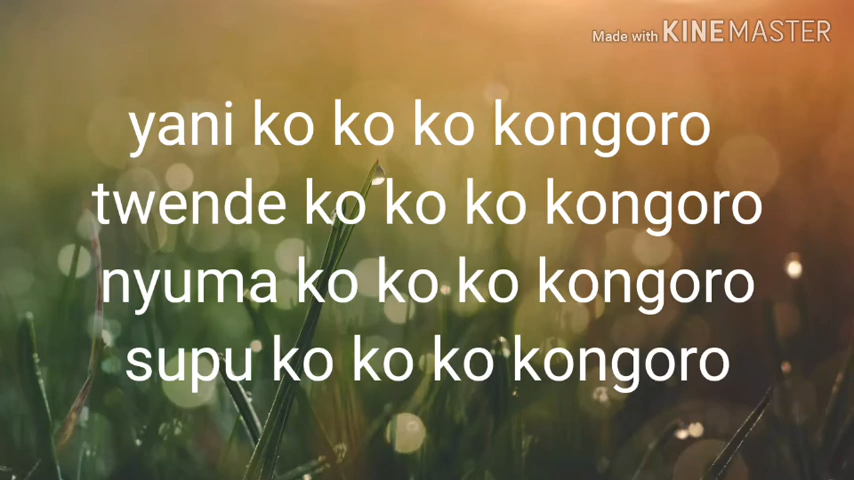 Made with KINEMASTER
yani ko ko ko kongoro
twende ko ko ko kongoro
nyuma ko ko ko kongoro
supu ko ko ko kongoro